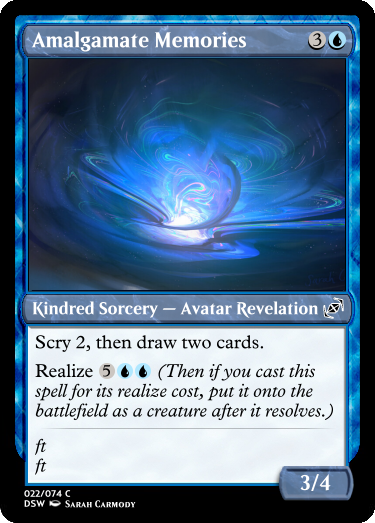 Amalgamate Memories 3
Kindred Sorcery — Avatar Revelation
Scry 2, then draw two cards.
Realize 5 (Then if you cast this
spell for its realize cost, put it onto the
battlefield as a creature after it resolves.)
ft
ft
3/4
022/074 C
DSW Sarah Carmody